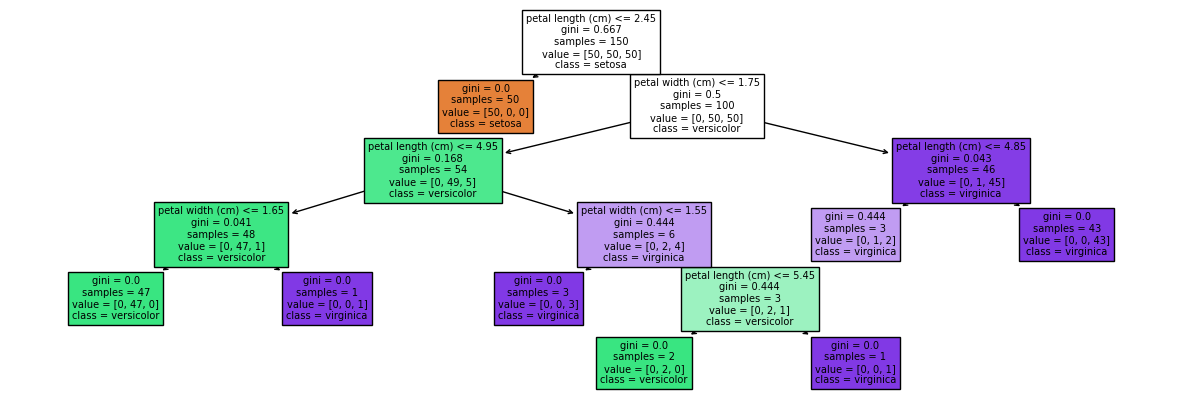 petal length (cm) <= 2.45
gini = 0.667
samples = 150
value = [50, 50, 50]
class = setosa
gini = 0.0
samples = 50
value = [50, 0, 0]
class = setosa
petal width (cm) <= 1.75
gini = 0.5
samples = 100
value = [0, 50, 50]
class = versicolor
petal length (cm) <= 4.95
gini = 0.168
samples = 54
value = [0, 49, 5]
class = versicolor
petal length (cm) <= 4.85
gini = 0.043
samples = 46
value = [0, 1, 45]
class = virginica
petal width (cm) <= 1.65
gini = 0.041
samples = 48
value = [0, 47, 1]
class = versicolor
petal width (cm) <= 1.55
gini = 0.444
samples = 6
value = [0, 2, 4]
class = virginica
gini = 0.444
samples = 3
value = [0, 1, 2]
class = virginica
gini = 0.0
samples = 43
value = [0, 0, 43]
class = virginica
gini = 0.0
samples = 47
value = [0, 47, 0]
class = versicolor
gini = 0.0
samples = 1
value = [0, 0, 1]
class = virginica
gini = 0.0
samples = 3
value = [0, 0, 3]
class = virginica
petal length (cm) <= 5.45
gini = 0.444
samples = 3
value = [0, 2, 1]
class = versicolor
gini = 0.0
samples = 2
value = [0, 2, 0]
class = versicolor
gini = 0.0
samples = 1
value = [0, 0, 1]
class = virginica